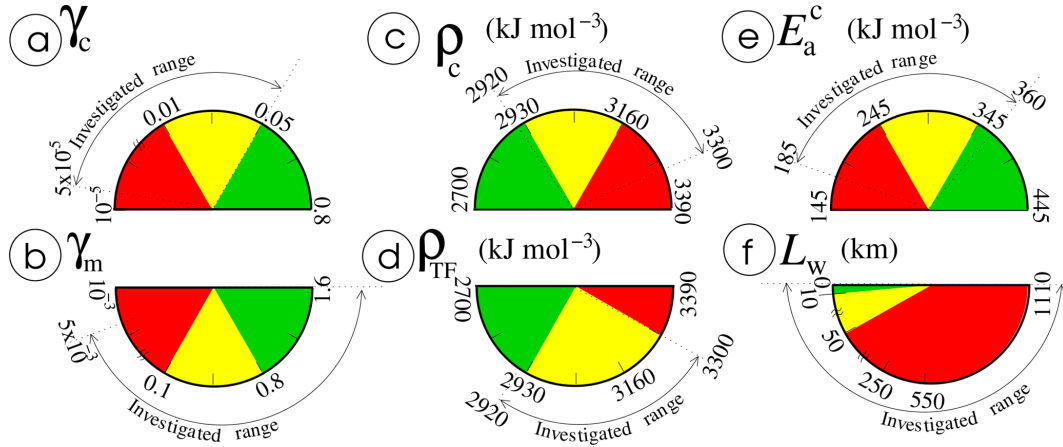 a γc
Investigated range
5x10⁻⁵
10⁻⁵
0.01
0.05
0.8
c ρc (kJ mol⁻³)
Investigated range
2920
2930
3160
3300
2700
3390
e Eₐᶜ (kJ mol⁻³)
Investigated range
185
245
345
360
145
445
b γm
10⁻³
1.6
5x10⁻³
0.1
0.8
Investigated range
d ρTF (kJ mol⁻³)
2700
3390
3300
2930
3160
2920
Investigated range
f Lw (km)
0
10
1110
50
250
550
Investigated range